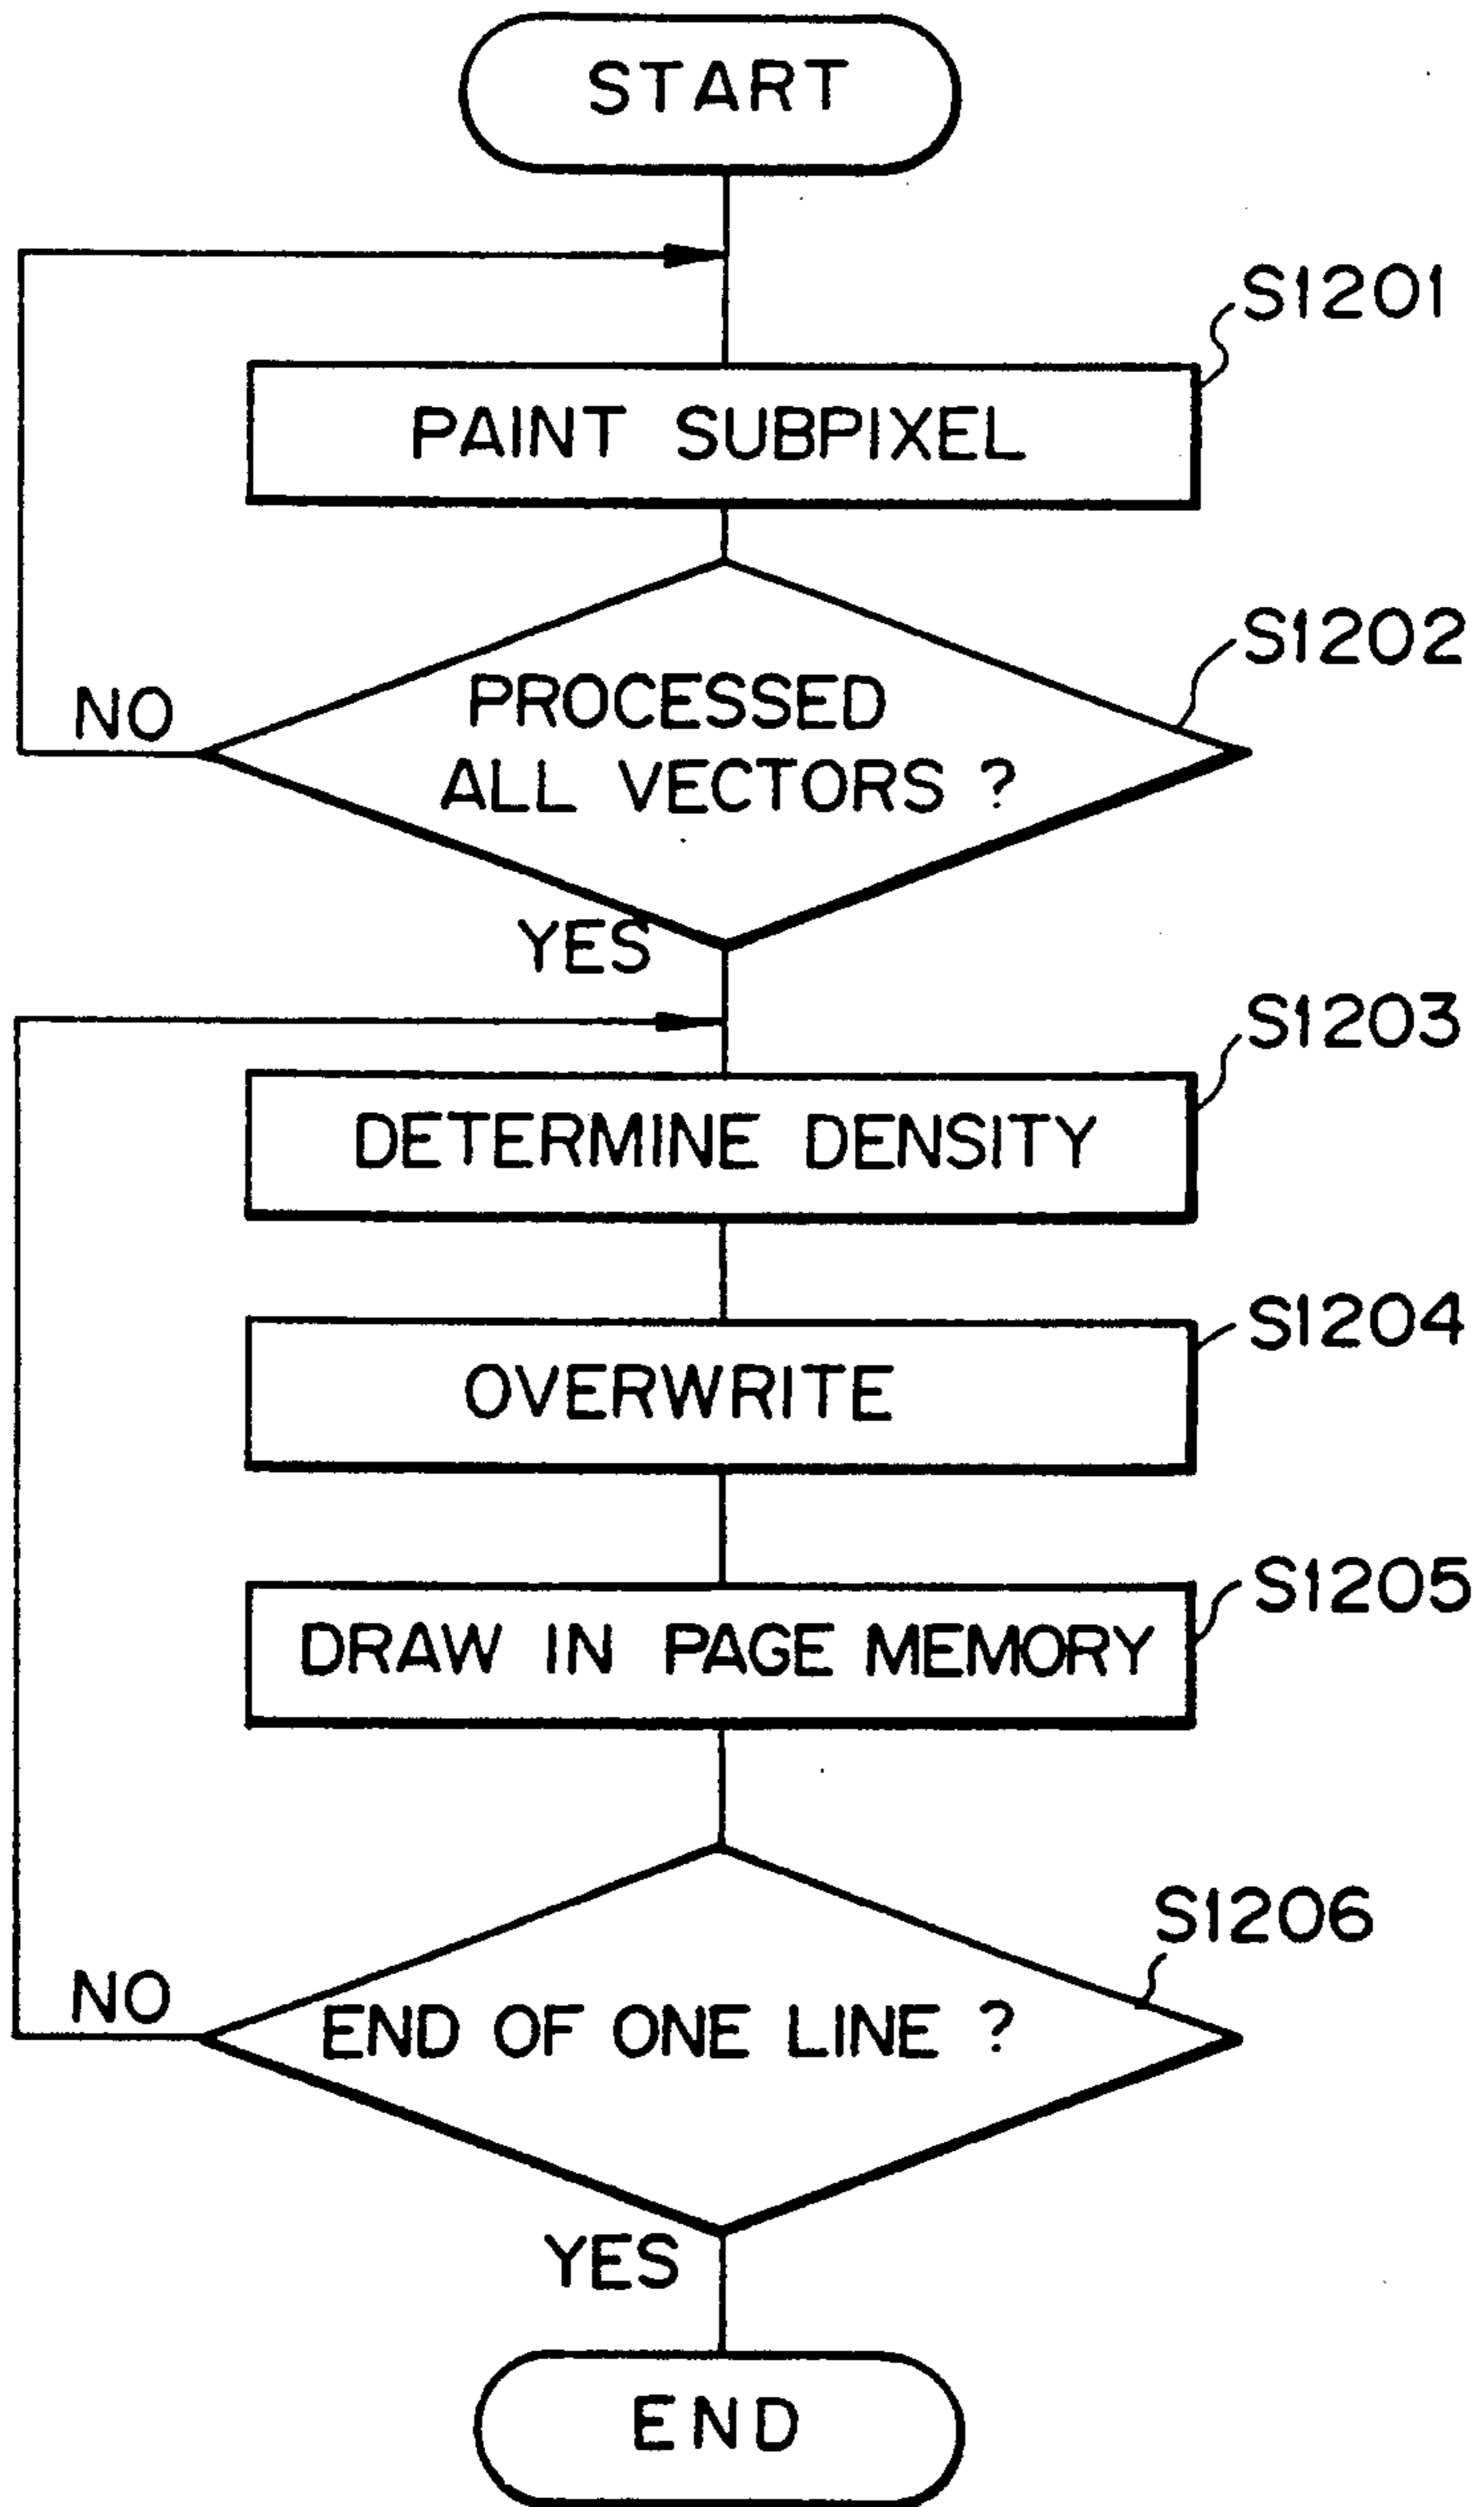 START
S1201
PAINT SUBPIXEL
S1202
PROCESSED
ALL VECTORS ?
NO
YES
S1203
DETERMINE DENSITY
S1204
OVERWRITE
S1205
DRAW IN PAGE MEMORY
S1206
NO
END OF ONE LINE ?
YES
END